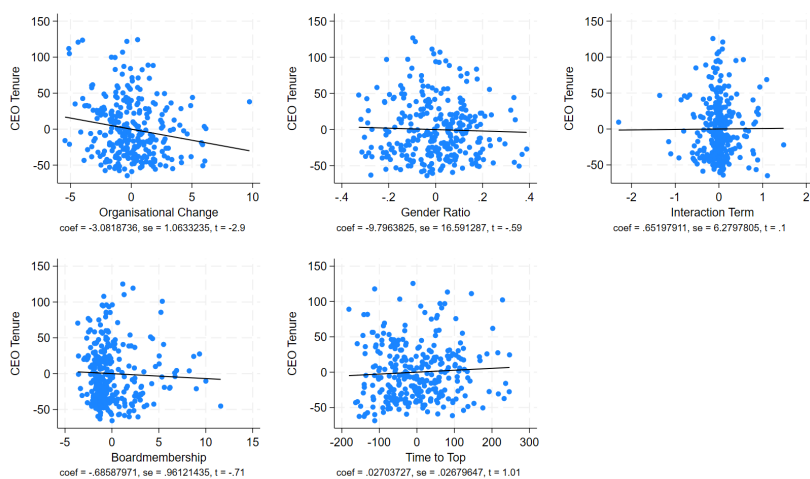 150
100
50
0
-50
CEO Tenure
-5 0 5 10
Organisational Change
coef = -3.0818736, se = 1.0633235, t = -2.9
150
100
50
0
-50
CEO Tenure
-.4 -.2 0 .2 .4
Gender Ratio
coef = -9.7963825, se = 16.591287, t = -.59
150
100
50
0
-50
CEO Tenure
-2 -1 0 1 2
Interaction Term
coef = .65197911, se = 6.2797805, t = .1
150
100
50
0
-50
CEO Tenure
-5 0 5 10 15
Boardmembership
coef = -.68587971, se = .96121435, t = -.71
150
100
50
0
-50
CEO Tenure
-200 -100 0 100 200 300
Time to Top
coef = .02703727, se = .02679647, t = 1.01